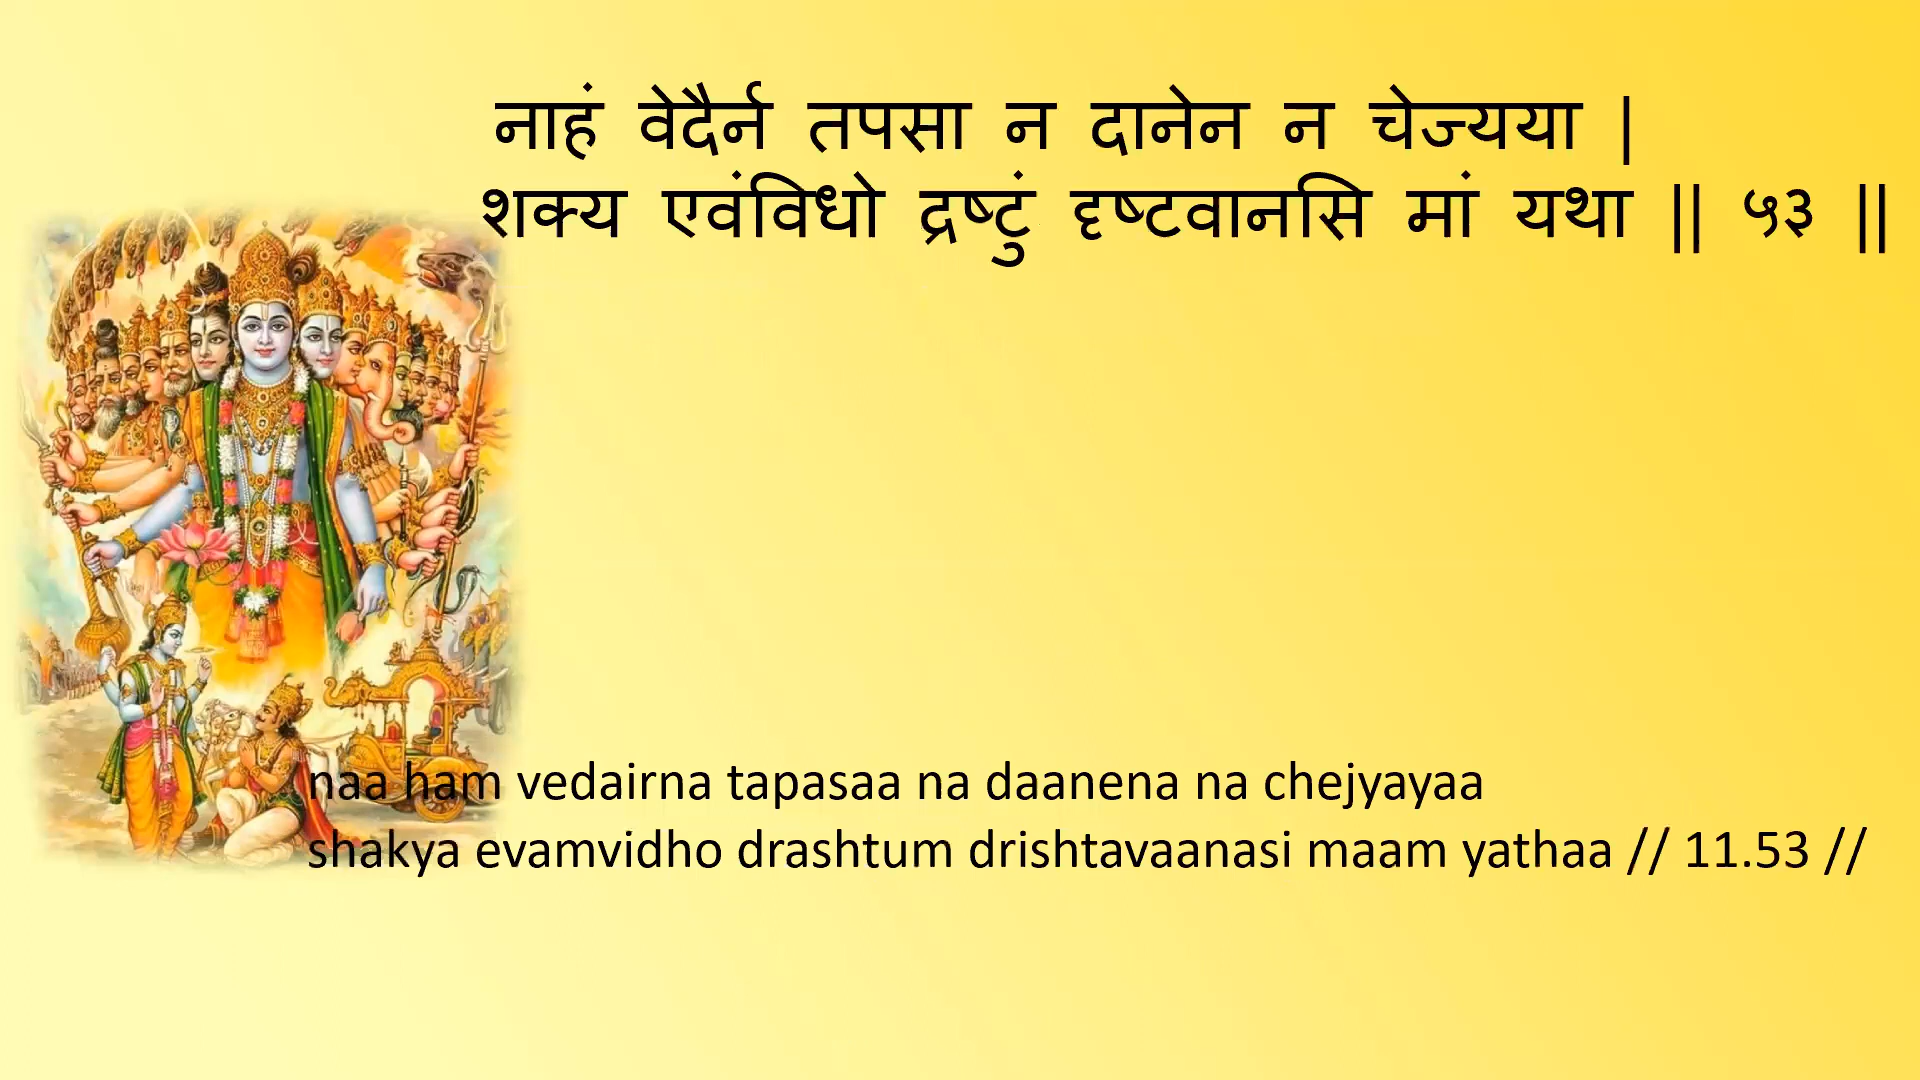 नाहं वेदैर्न तपसा न दानेन न चेज्यया |
शक्य एवंविधो द्रष्टुं दृष्टवानसि मां यथा || ५३ ||
naa ham vedairna tapasaa na daanena na chejyayaa
shakya evamvidho drashtum drishtavaanasi maam yathaa // 11.53 //